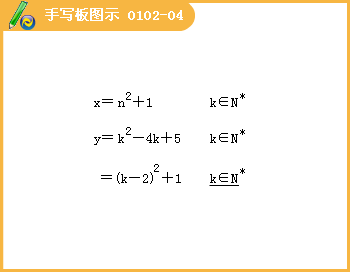 手写板图示 0102-04
x＝n²＋1 k∈N*
y＝k²−4k＋5 k∈N*
＝(k−2)²＋1 k∈N*